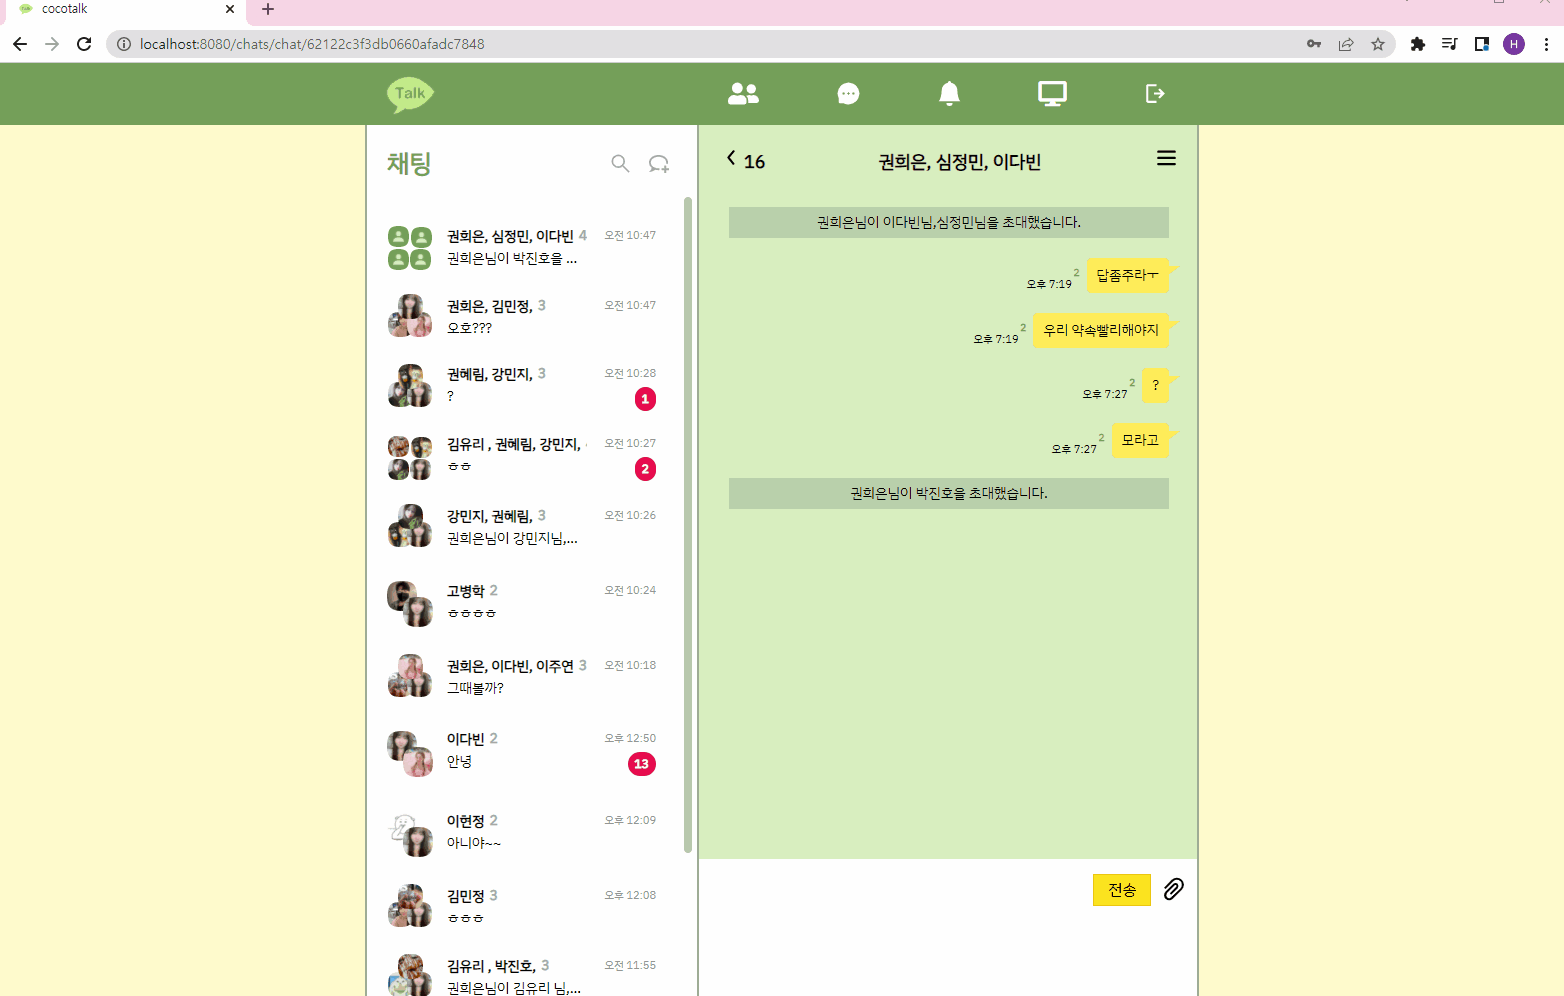 cocotalk
localhost:8080/chats/chat/62122c3f3db0660afadc7848
H
Talk
채팅
권희은, 심정민, 이다빈 4 오전 10:47
권희은님이 박진호을 ...
권희은, 김민정, 3 오전 10:47
오호???
권혜림, 강민지, 3 오전 10:28
? 1
김유리 , 권혜림, 강민지, 오전 10:27
ㅎㅎ 2
강민지, 권혜림, 3 오전 10:26
권희은님이 강민지님,...
고병학 2 오전 10:24
ㅎㅎㅎㅎ
권희은, 이다빈, 이주연 3 오전 10:18
그때볼까?
이다빈 2 오후 12:50
안녕 13
이현정 2 오후 12:09
아니야~~
김민정 3 오후 12:08
ㅎㅎㅎ
김유리 , 박진호, 3 오전 11:55
권희은님이 김유리 님,...
16 권희은, 심정민, 이다빈
권희은님이 이다빈님,심정민님을 초대했습니다.
오후 7:19 2 답좀주라ㅜ
오후 7:19 2 우리 약속빨리해야지
오후 7:27 2 ?
오후 7:27 2 모라고
권희은님이 박진호을 초대했습니다.
전송